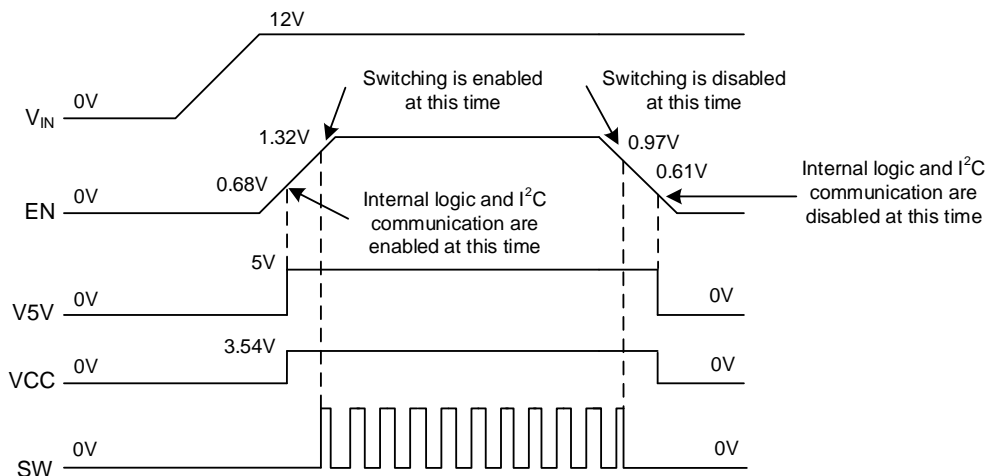 12V
0V
VIN
Switching is enabled
at this time
Switching is disabled
at this time
1.32V
0.97V
0V
0.68V
0.61V
EN
Internal logic and I2C
communication are
enabled at this time
Internal logic and I2C
communication are
disabled at this time
5V
0V
0V
V5V
3.54V
0V
0V
VCC
0V
0V
SW